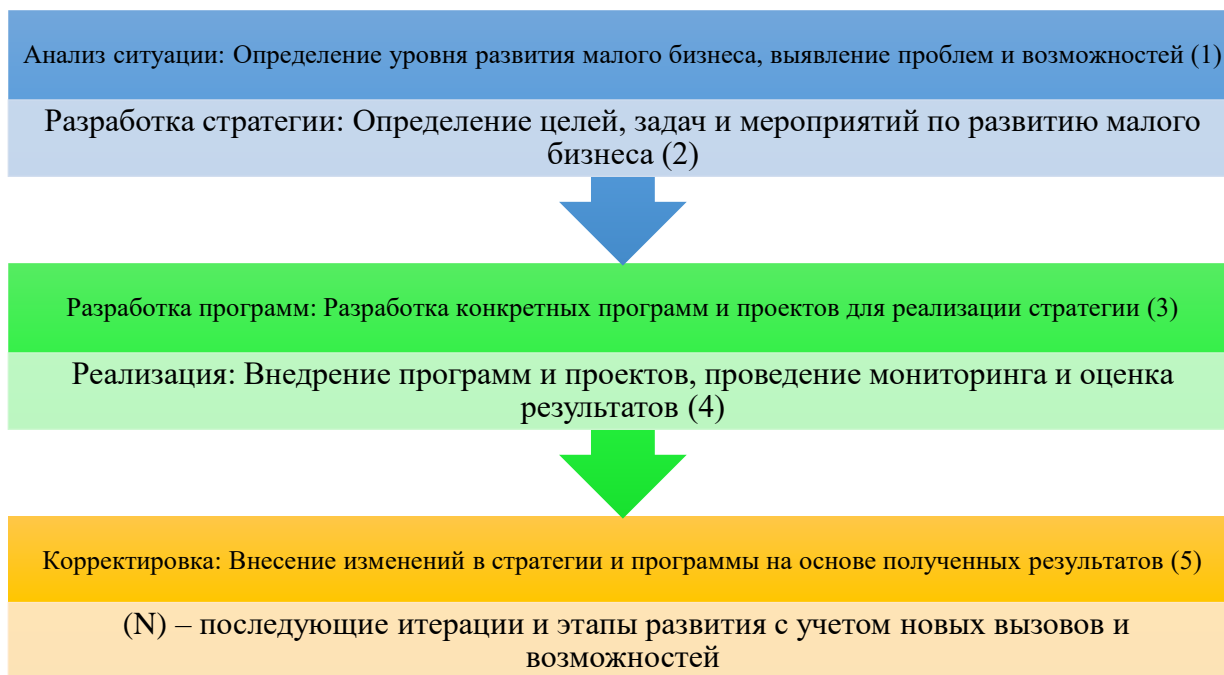 Анализ ситуации: Определение уровня развития малого бизнеса, выявление проблем и возможностей (1)
Разработка стратегии: Определение целей, задач и мероприятий по развитию малого
бизнеса (2)
Разработка программ: Разработка конкретных программ и проектов для реализации стратегии (3)
Реализация: Внедрение программ и проектов, проведение мониторинга и оценка
результатов (4)
Корректировка: Внесение изменений в стратегии и программы на основе полученных результатов (5)
(N) – последующие итерации и этапы развития с учетом новых вызовов и
возможностей